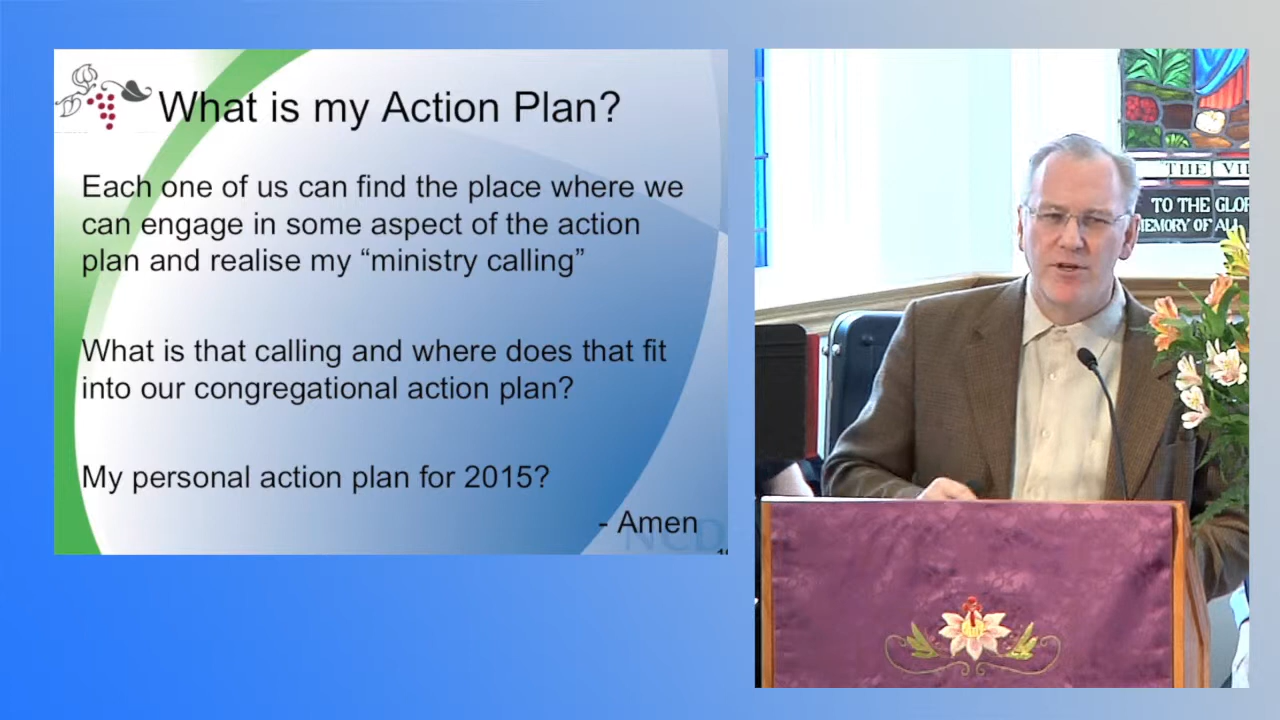 What is my Action Plan?
Each one of us can find the place where we
can engage in some aspect of the action
plan and realise my “ministry calling”
What is that calling and where does that fit
into our congregational action plan?
My personal action plan for 2015?
- Amen
NCD
THE VI
TO THE GLOR
MEMORY OF ALL